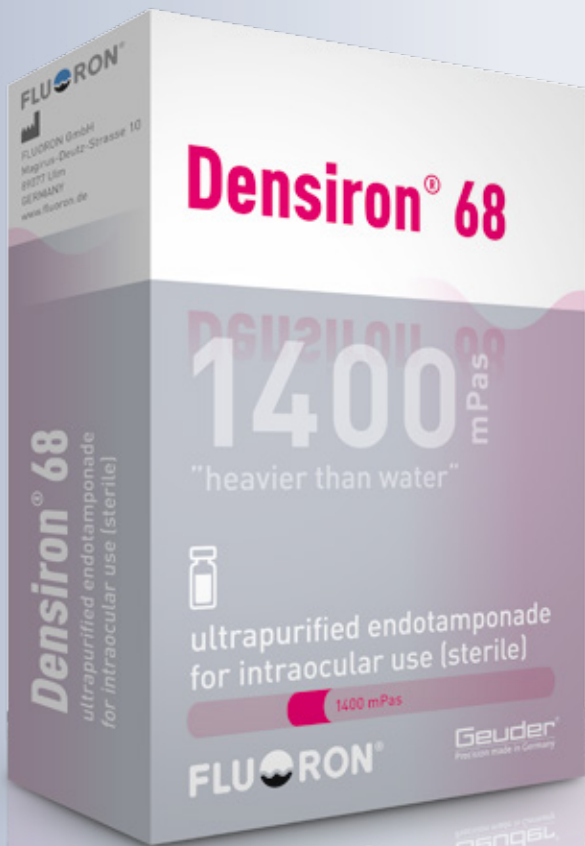 FLUORON®
FLUORON GmbH
Magirus-Deutz-Strasse 10
89077 Ulm
GERMANY
www.fluoron.de
Densiron® 68
1400 mPas
"heavier than water"
ultrapurified endotamponade
for intraocular use (sterile)
1400 mPas
FLUORON®
Geuder®
Precision made in Germany
Densiron® 68
ultrapurified endotamponade
for intraocular use (sterile)